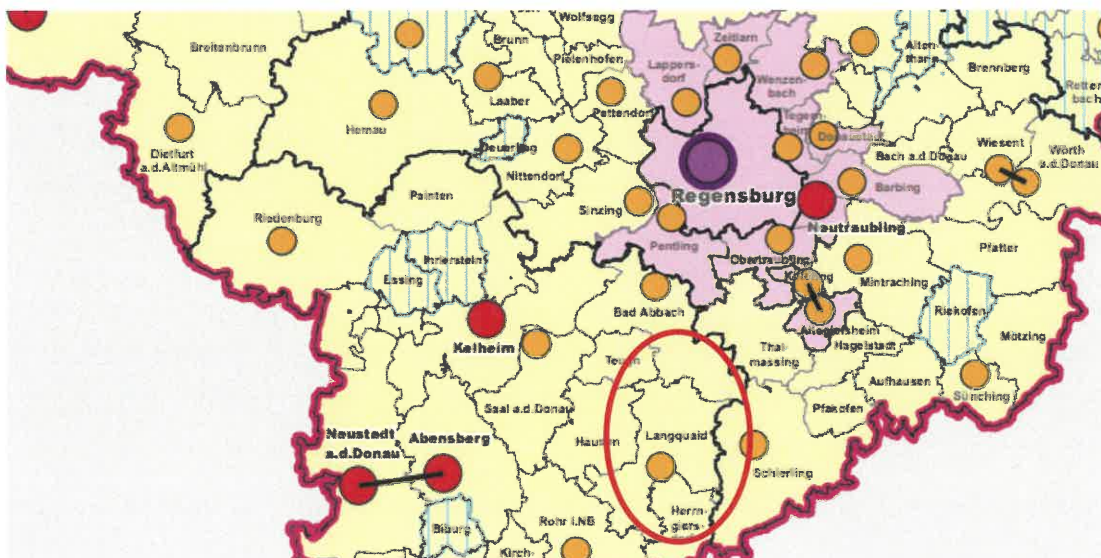 Wolfsegg
Breitenbrunn
Brunn
Pielenhofen
Zeitlarn
Lappers-
dorf
Wenzen-
bach
Alten-
thann
Brennberg
Retten
bach
Laaber
Pettendorf
Hemau
Tegern
heim
Donaustauf
Dietfurt
a.d.Altmühl
Deuerling
Nittendorf
Bach a.d.Donau
Wiesent
Wörth
a.d.Donau
Painten
Regensburg
Barbing
Riedenburg
Sinzing
Neutraubling
Pentling
Obertraubling
Pfatter
Essing
Ihrlerstein
Mintraching
Bad Abbach
Riekofen
Kelheim
Alteglofsheim
Hagelstadt
Mötzing
Thal
massing
Teugn
Aufhausen
Sünching
Saal a.d.Donau
Pfakofen
Neustadt
a.d.Donau
Abensberg
Hausen
Langquaid
Schierling
Herrn
giers-
Biburg
Rohr i.NB
Kirch-